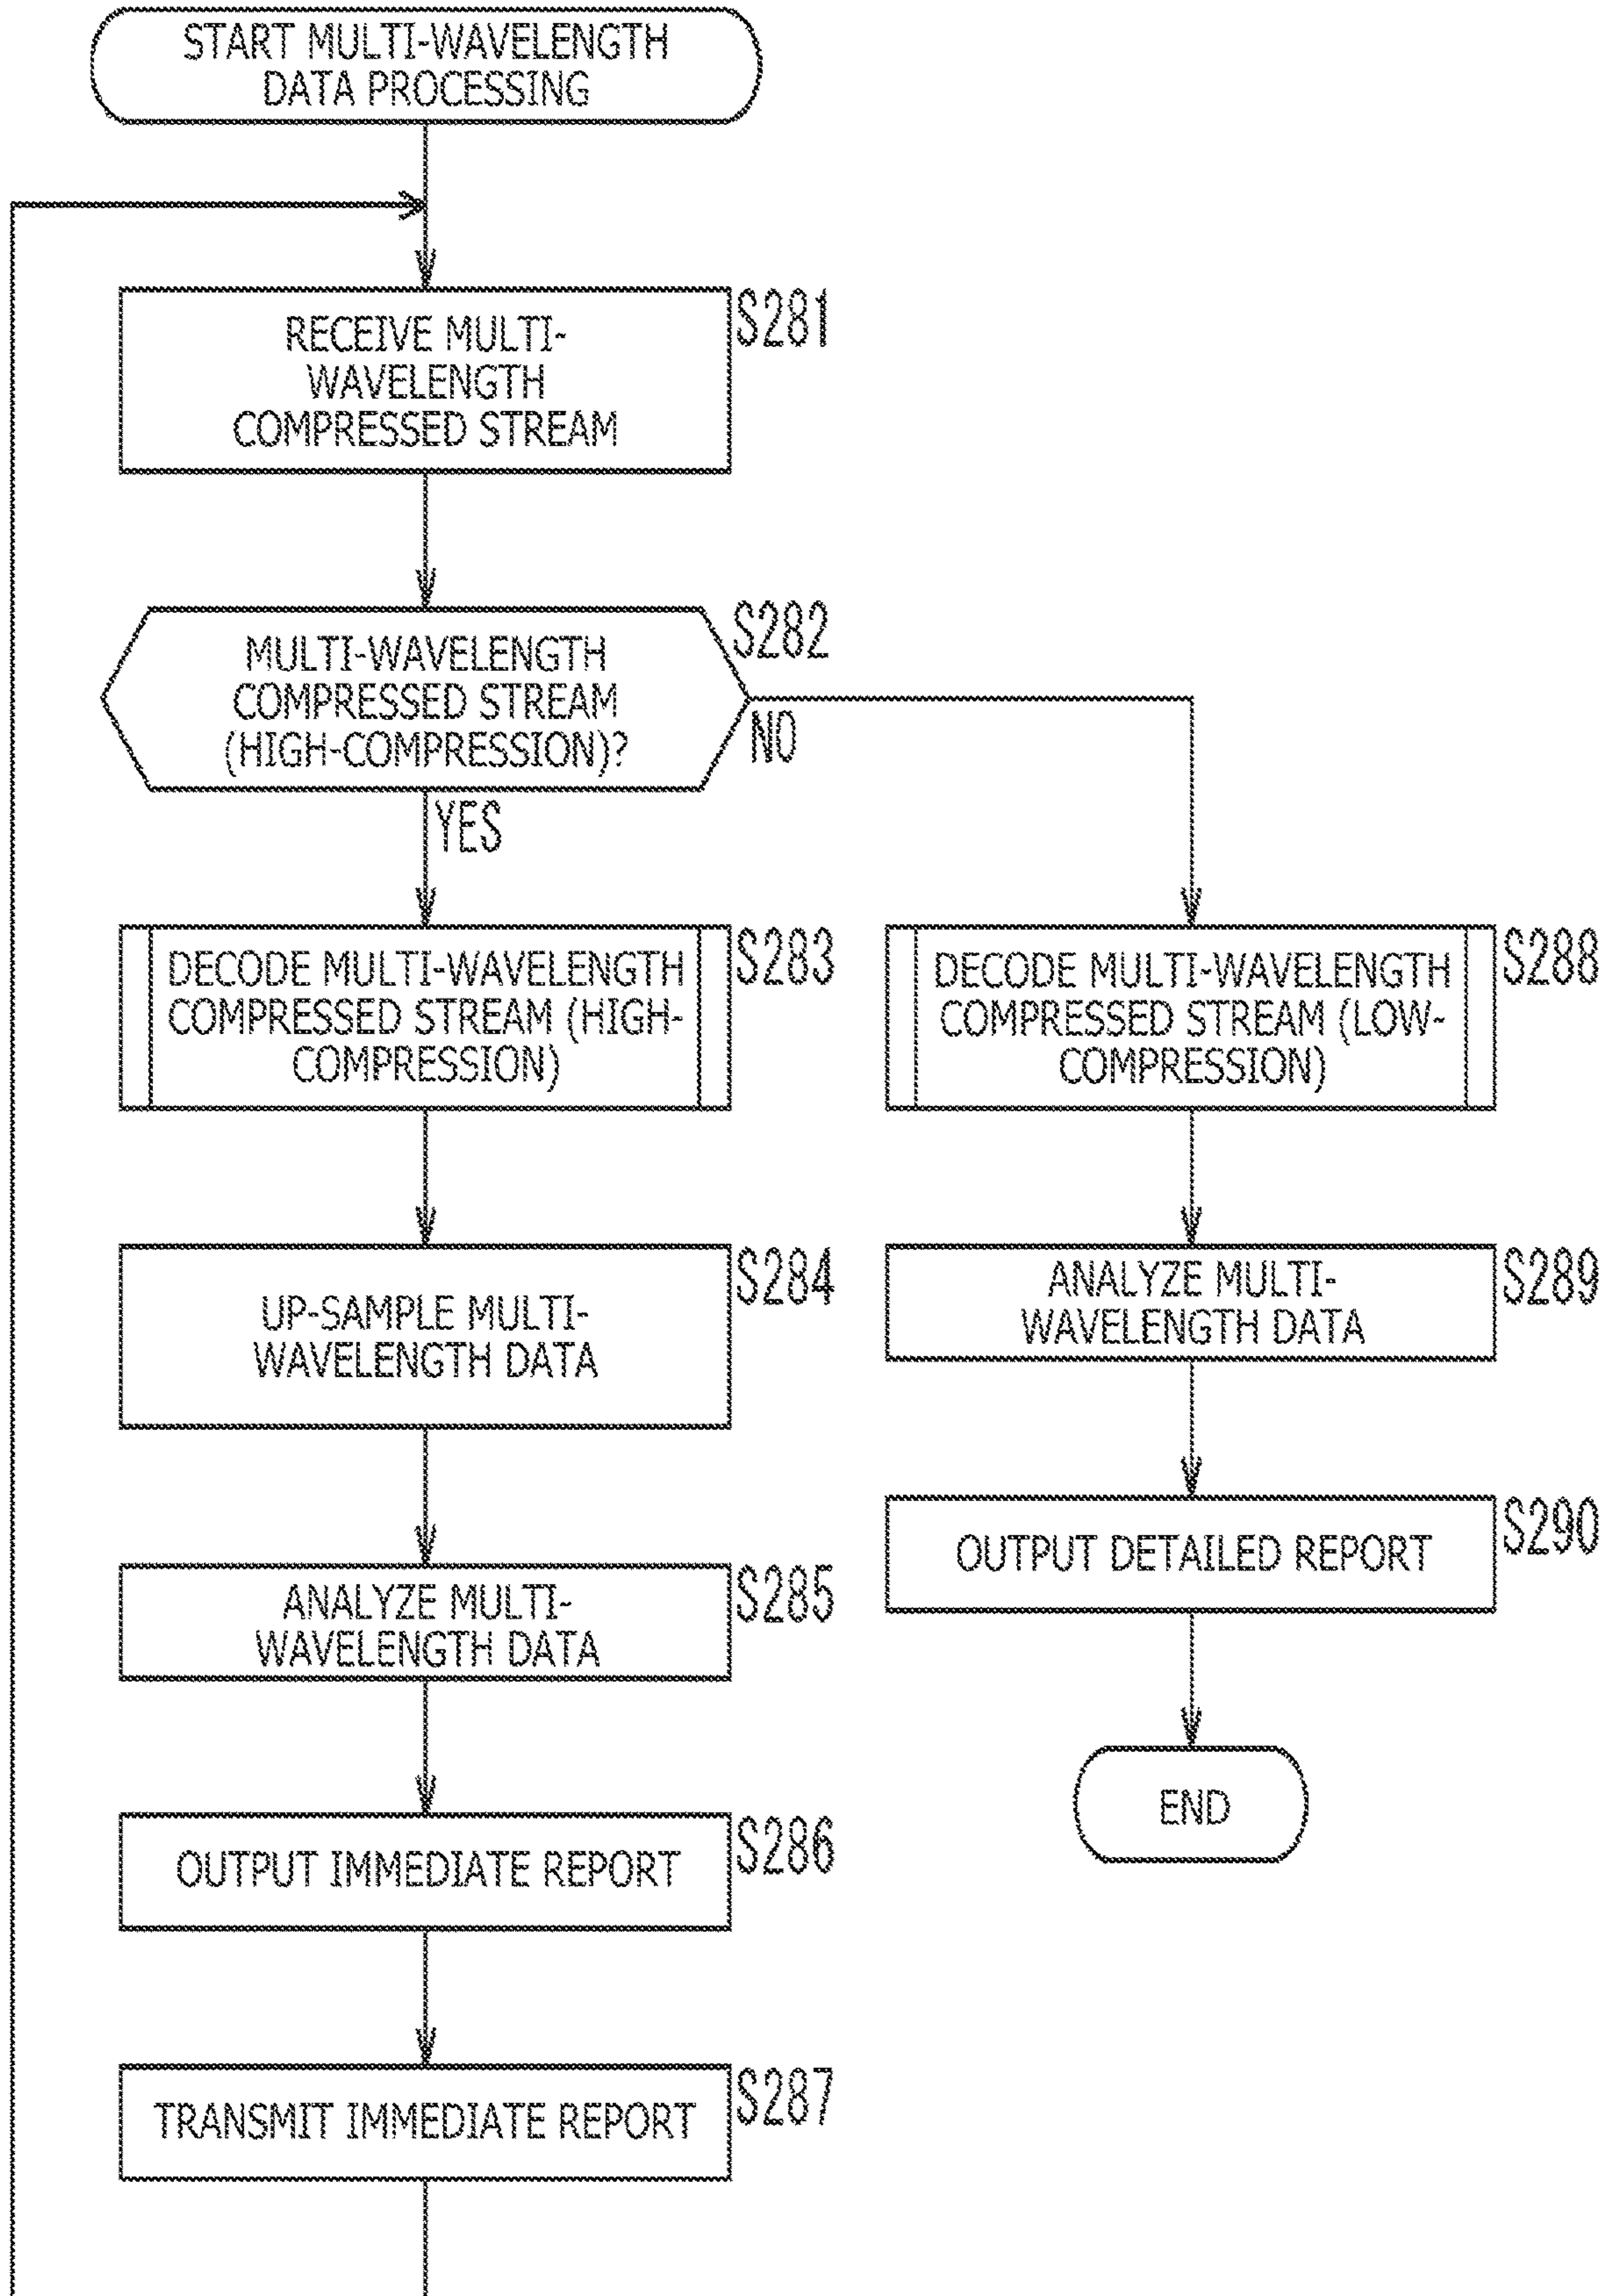 START MULTI-WAVELENGTH
DATA PROCESSING
S281
RECEIVE MULTI-
WAVELENGTH
COMPRESSED STREAM
S282
MULTI-WAVELENGTH
COMPRESSED STREAM
(HIGH-COMPRESSION)?
NO
YES
S283
DECODE MULTI-WAVELENGTH
COMPRESSED STREAM (HIGH-
COMPRESSION)
S284
UP-SAMPLE MULTI-
WAVELENGTH DATA
S285
ANALYZE MULTI-
WAVELENGTH DATA
S286
OUTPUT IMMEDIATE REPORT
S287
TRANSMIT IMMEDIATE REPORT
S288
DECODE MULTI-WAVELENGTH
COMPRESSED STREAM (LOW-
COMPRESSION)
S289
ANALYZE MULTI-
WAVELENGTH DATA
S290
OUTPUT DETAILED REPORT
END